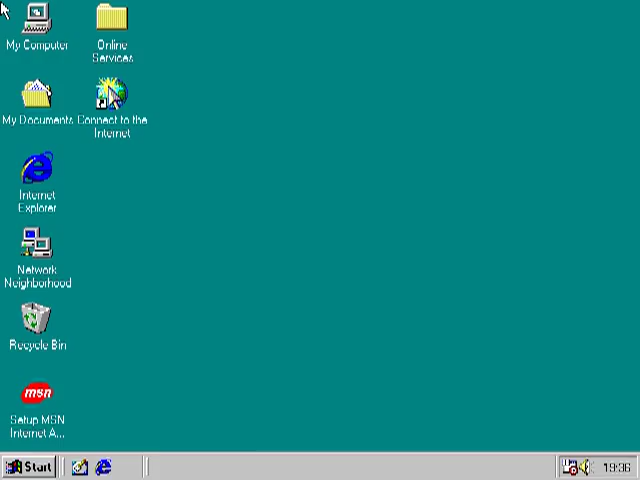 My Computer
Online
Services
My Documents
Connect to the
Internet
Internet
Explorer
Network
Neighborhood
Recycle Bin
msn
Setup MSN
Internet A...
Start
19:36